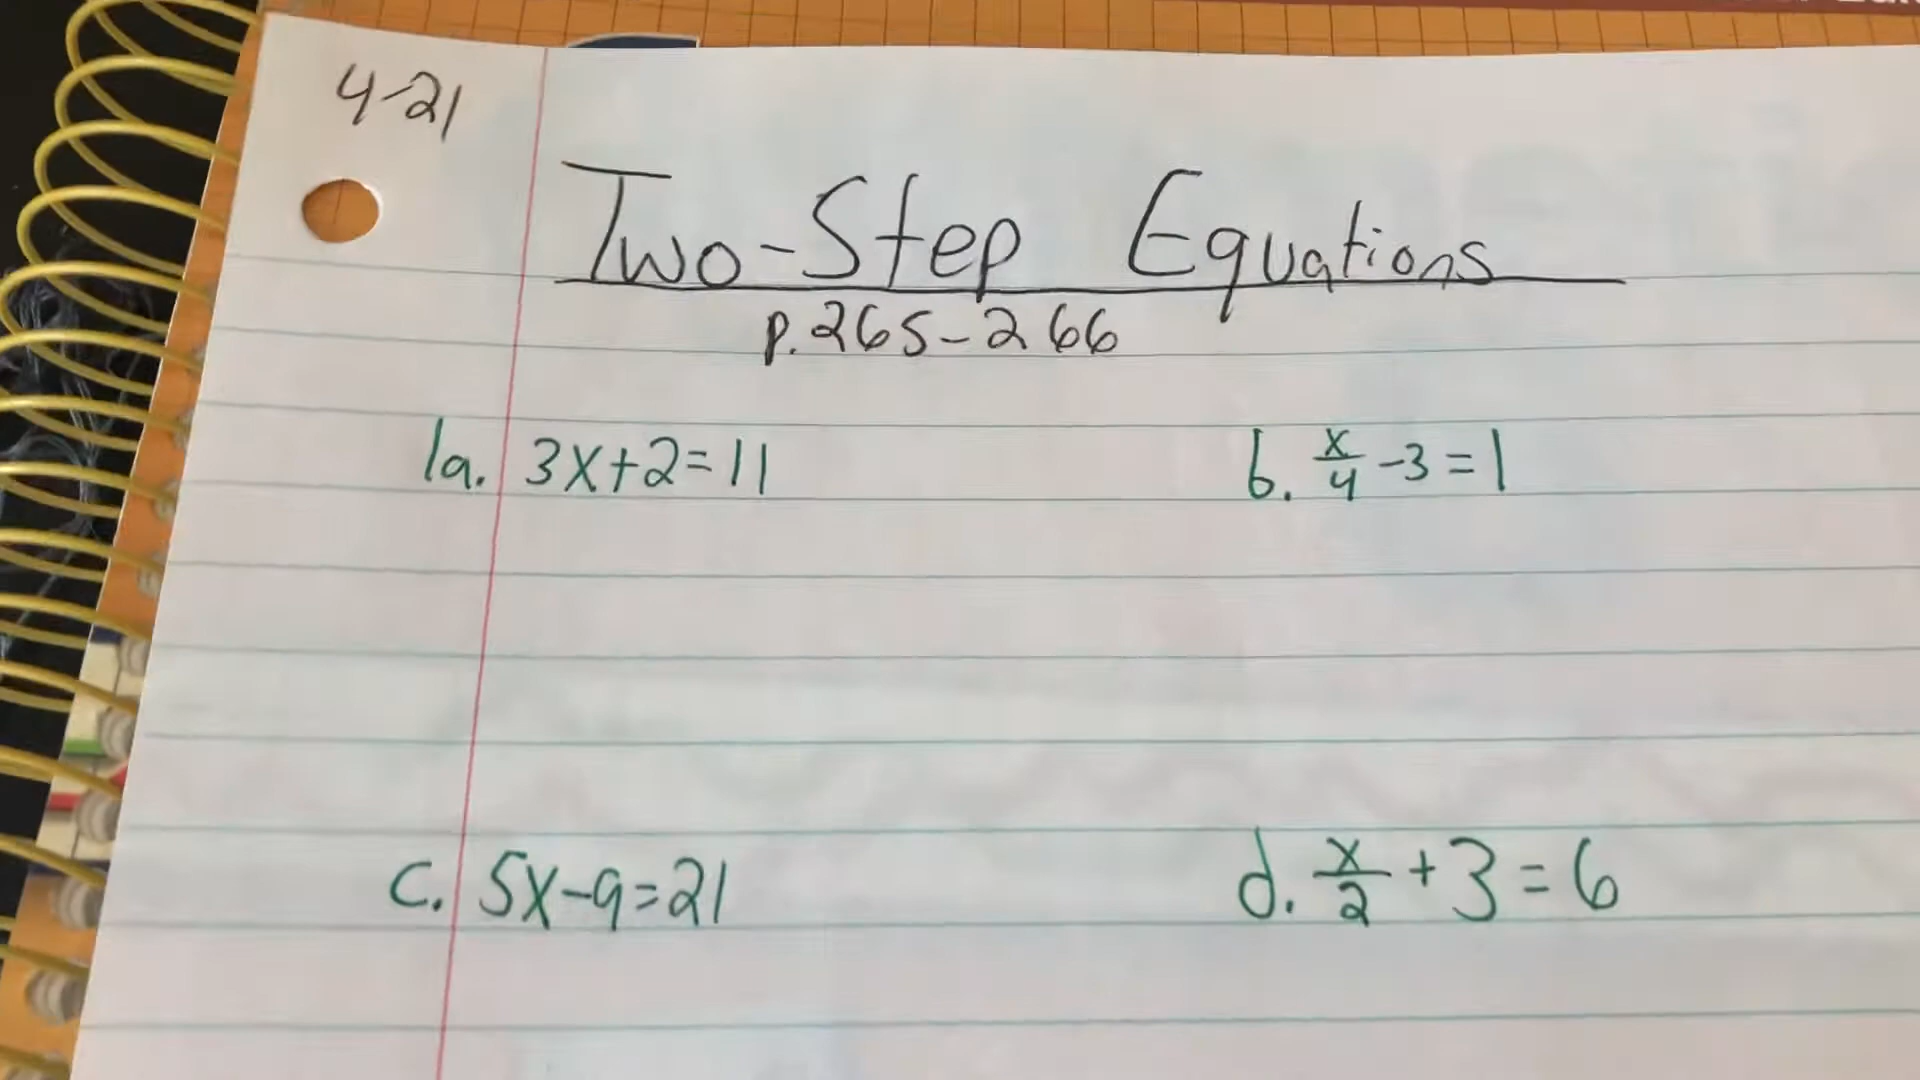 4-21
Two-Step Equations
p.265-266
1a. 3x+2=11
b. x/4 -3=1
c. 5x-9=21
d. x/2 +3=6